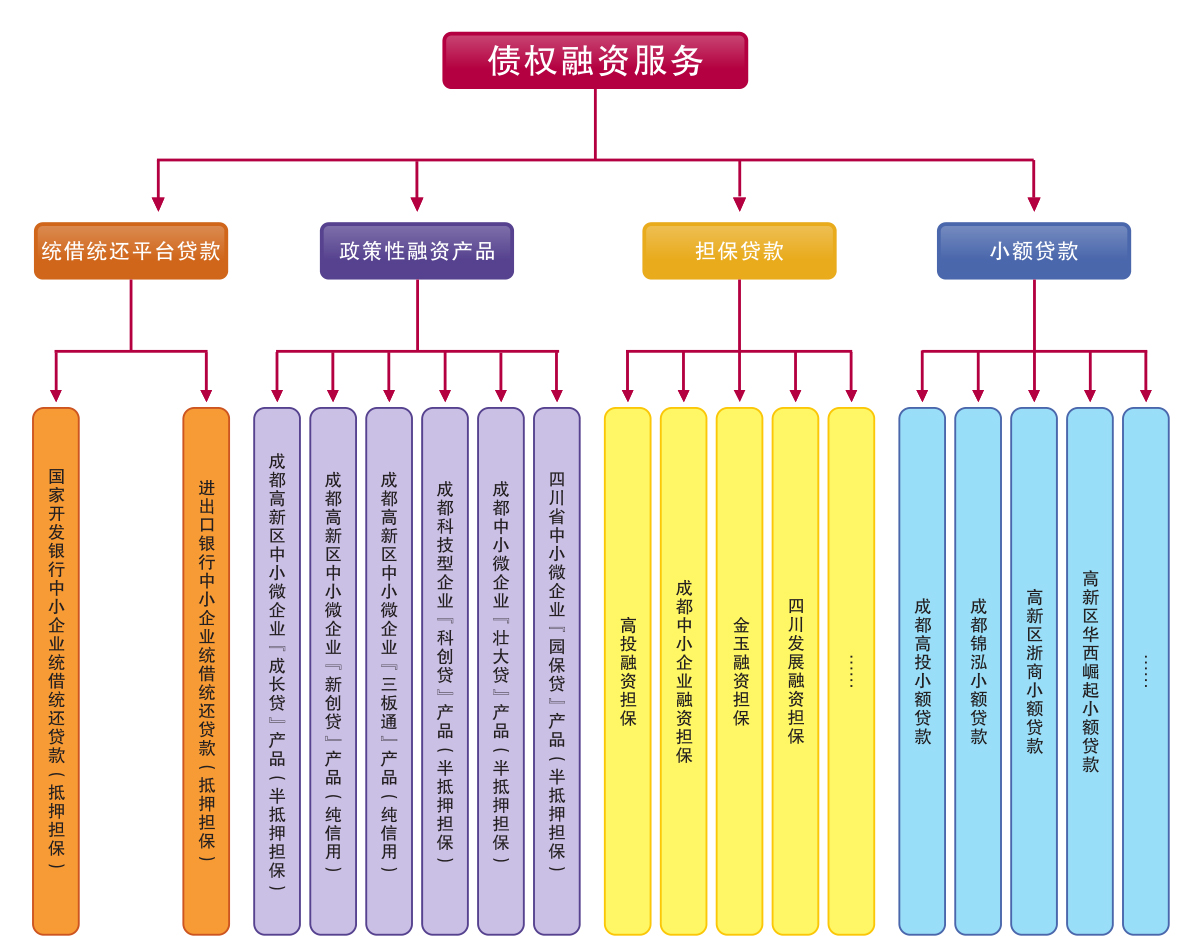 债权融资服务
统借统还平台贷款
政策性融资产品
担保贷款
小额贷款
国家开发银行中小企业统借统还贷款(抵押担保)
进出口银行中小企业统借统还贷款(抵押担保)
成都高新区中小微企业『成长贷』产品(半抵押担保)
成都高新区中小微企业『新创贷』产品(纯信用)
成都高新区中小微企业『三板通』产品(纯信用)
成都科技型企业『科创贷』产品(半抵押担保)
成都中小微企业『壮大贷』产品(半抵押担保)
四川省中小微企业『园保贷』产品(半抵押担保)
高投融资担保
成都中小企业融资担保
金玉融资担保
四川发展融资担保
……
成都高投小额贷款
成都锦泓小额贷款
高新区浙商小额贷款
高新区华西崛起小额贷款
……